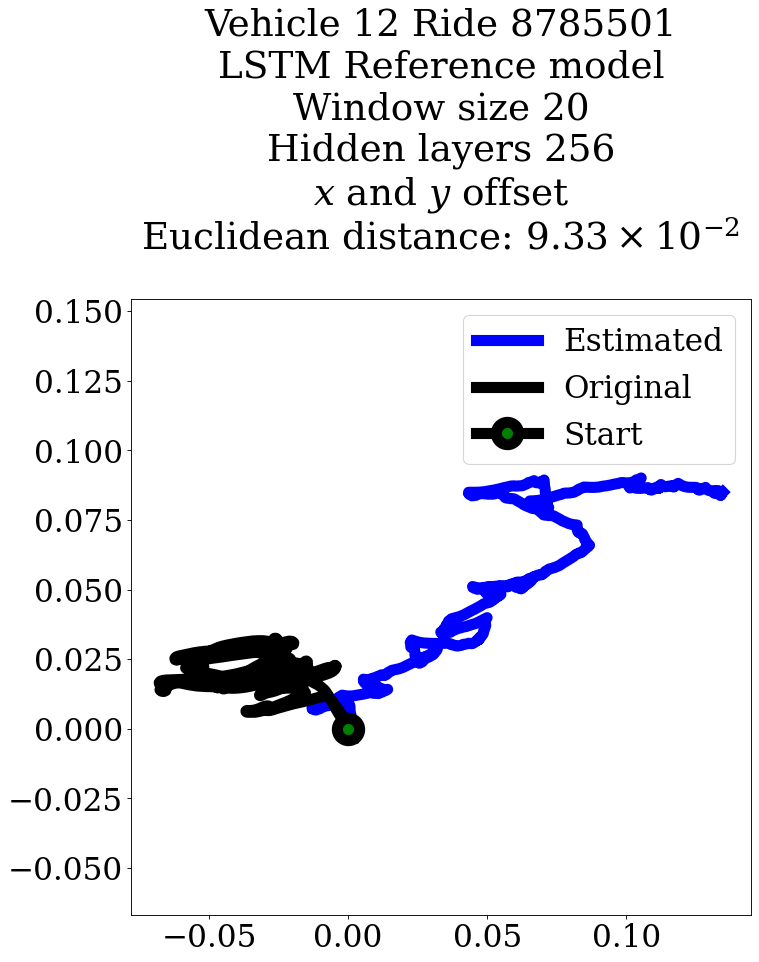 Vehicle 12 Ride 8785501
LSTM Reference model
Window size 20
Hidden layers 256
x and y offset
Euclidean distance: 9.33 × 10⁻²
Estimated
Original
Start
0.150
0.125
0.100
0.075
0.050
0.025
0.000
−0.025
−0.050
−0.05 0.00 0.05 0.10